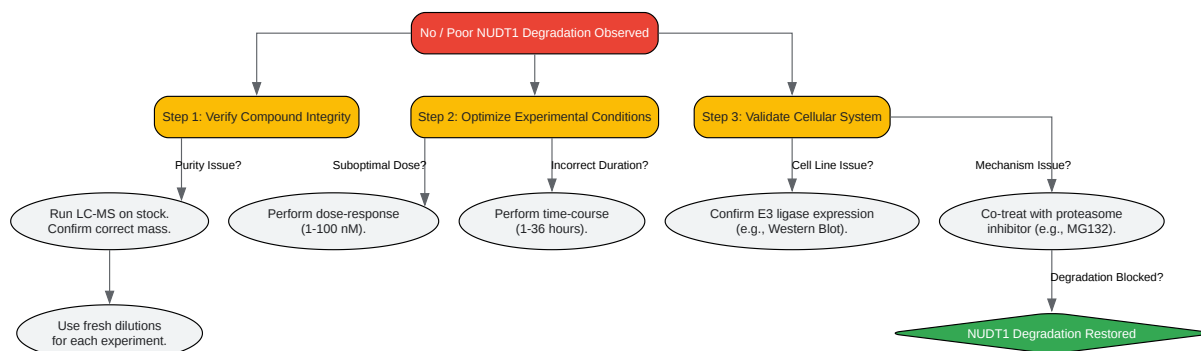 No / Poor NUDT1 Degradation Observed
Step 1: Verify Compound Integrity
Step 2: Optimize Experimental Conditions
Step 3: Validate Cellular System
Purity Issue?
Suboptimal Dose?
Incorrect Duration?
Cell Line Issue?
Mechanism Issue?
Run LC-MS on stock.
Confirm correct mass.
Perform dose-response
(1-100 nM).
Perform time-course
(1-36 hours).
Confirm E3 ligase expression
(e.g., Western Blot).
Co-treat with proteasome
inhibitor (e.g., MG132).
Degradation Blocked?
Use fresh dilutions
for each experiment.
NUDT1 Degradation Restored